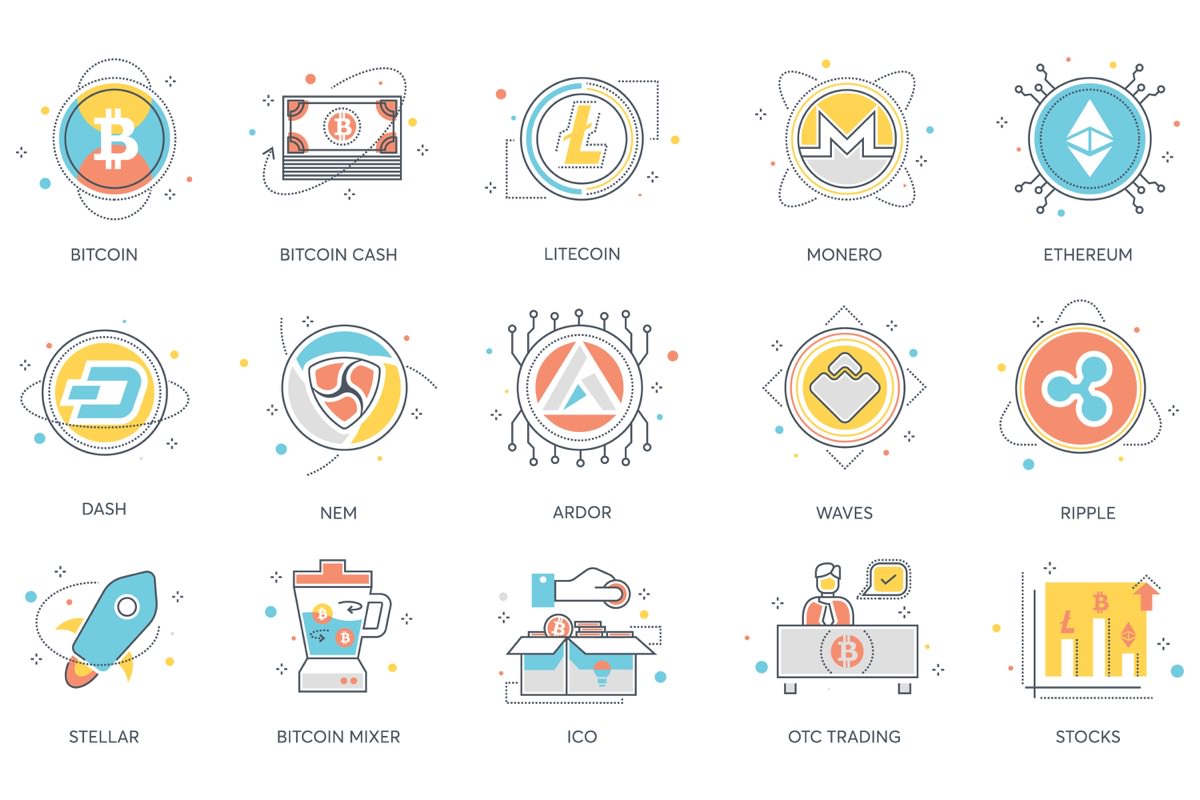 BITCOIN
BITCOIN CASH
LITECOIN
MONERO
ETHEREUM
DASH
NEM
ARDOR
WAVES
RIPPLE
STELLAR
BITCOIN MIXER
ICO
OTC TRADING
STOCKS